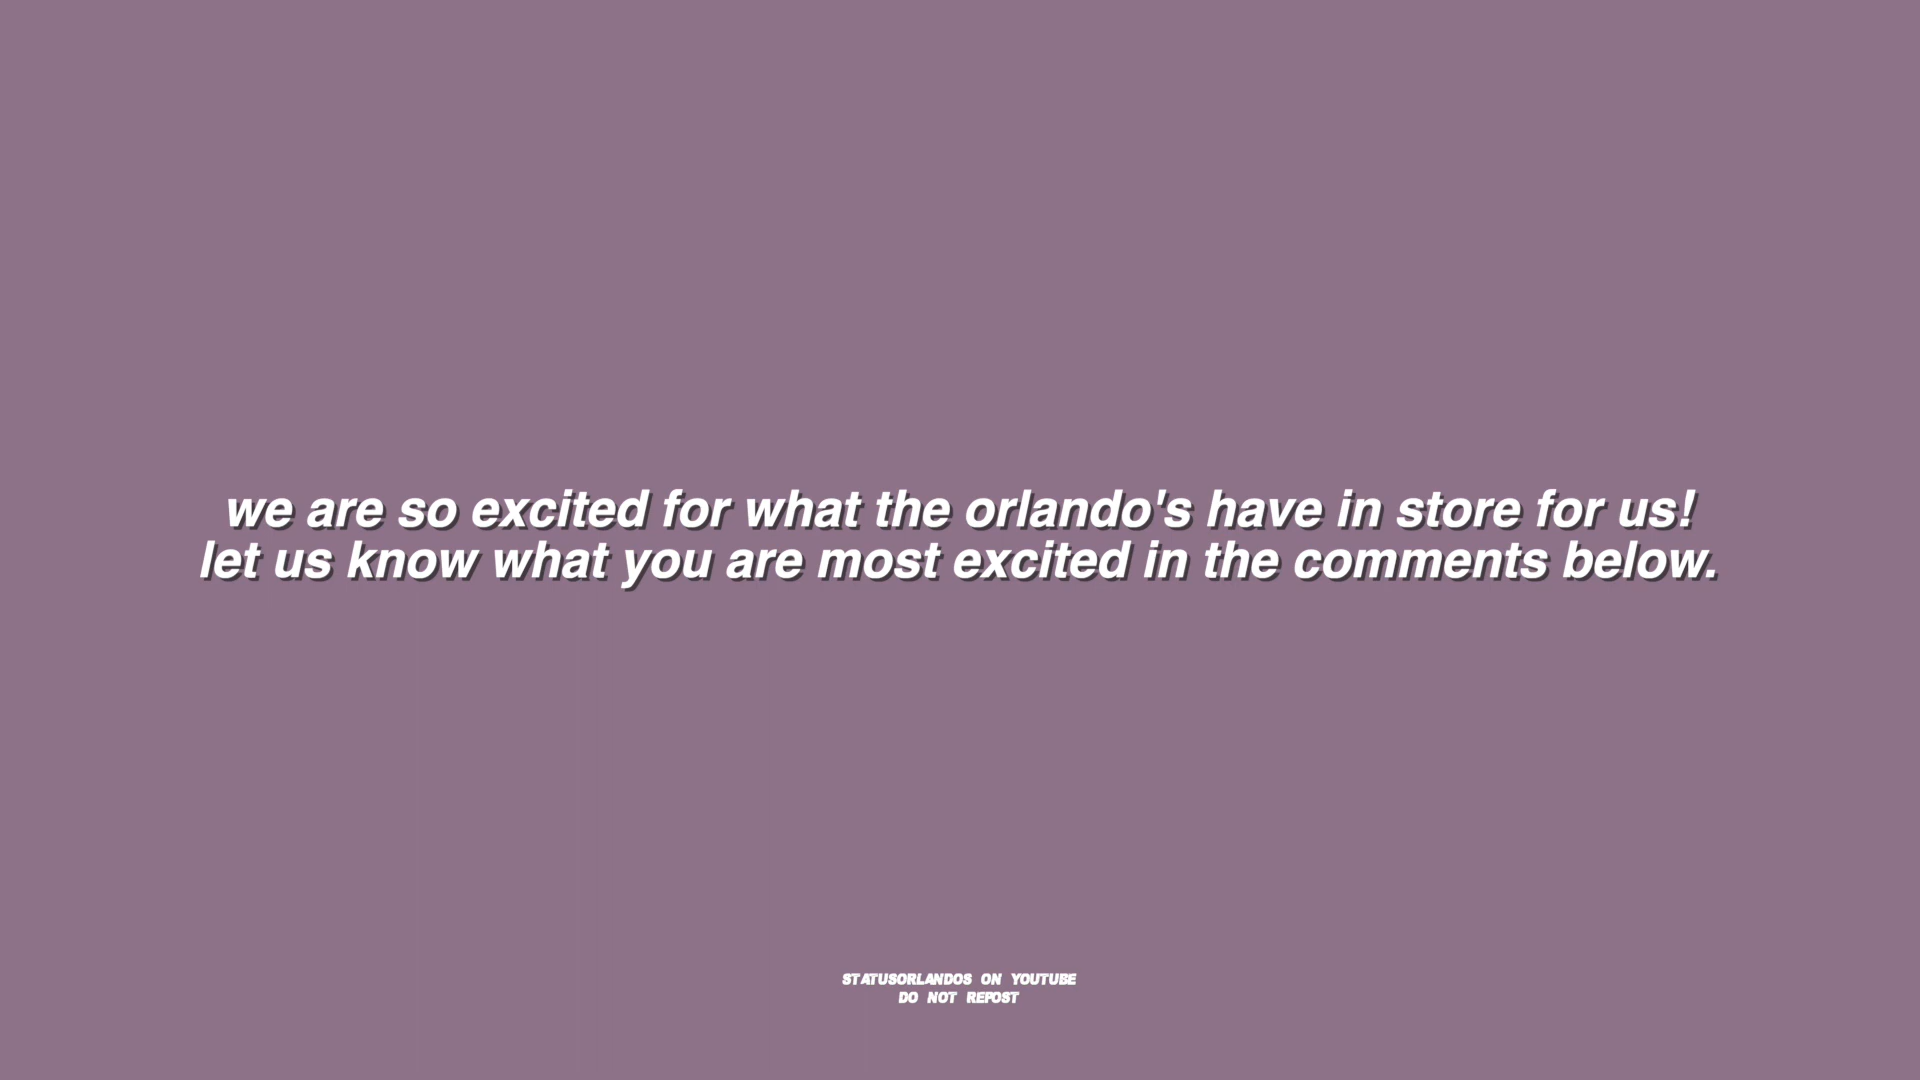 we are so excited for what the orlando's have in store for us!
let us know what you are most excited in the comments below.
STATUSORLANDOS ON YOUTUBE
DO NOT REPOST